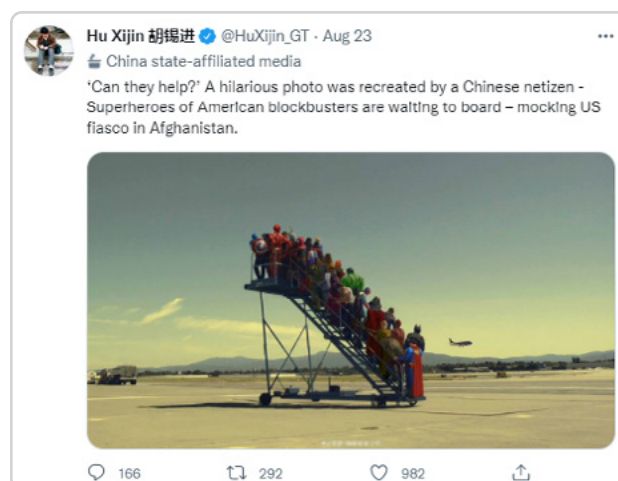 Hu Xijin 胡锡进 @HuXijin_GT · Aug 23
China state-affiliated media
‘Can they help?’ A hilarious photo was recreated by a Chinese netizen -
Superheroes of American blockbusters are waiting to board – mocking US
fiasco in Afghanistan.
166 292 982